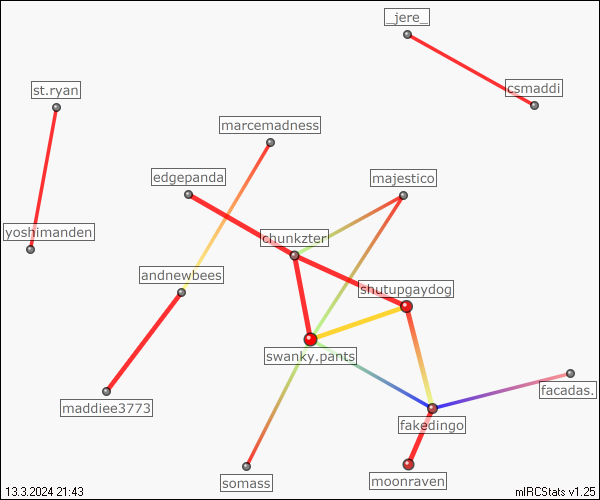 _jere_
csmaddi
st.ryan
marcemadness
edgepanda
majestico
yoshimanden
chunkzter
andnewbees
shutupgaydog
swanky.pants
facadas.
maddiee3773
fakedingo
somass
moonraven
13.3.2024 21:43
mIRCStats v1.25